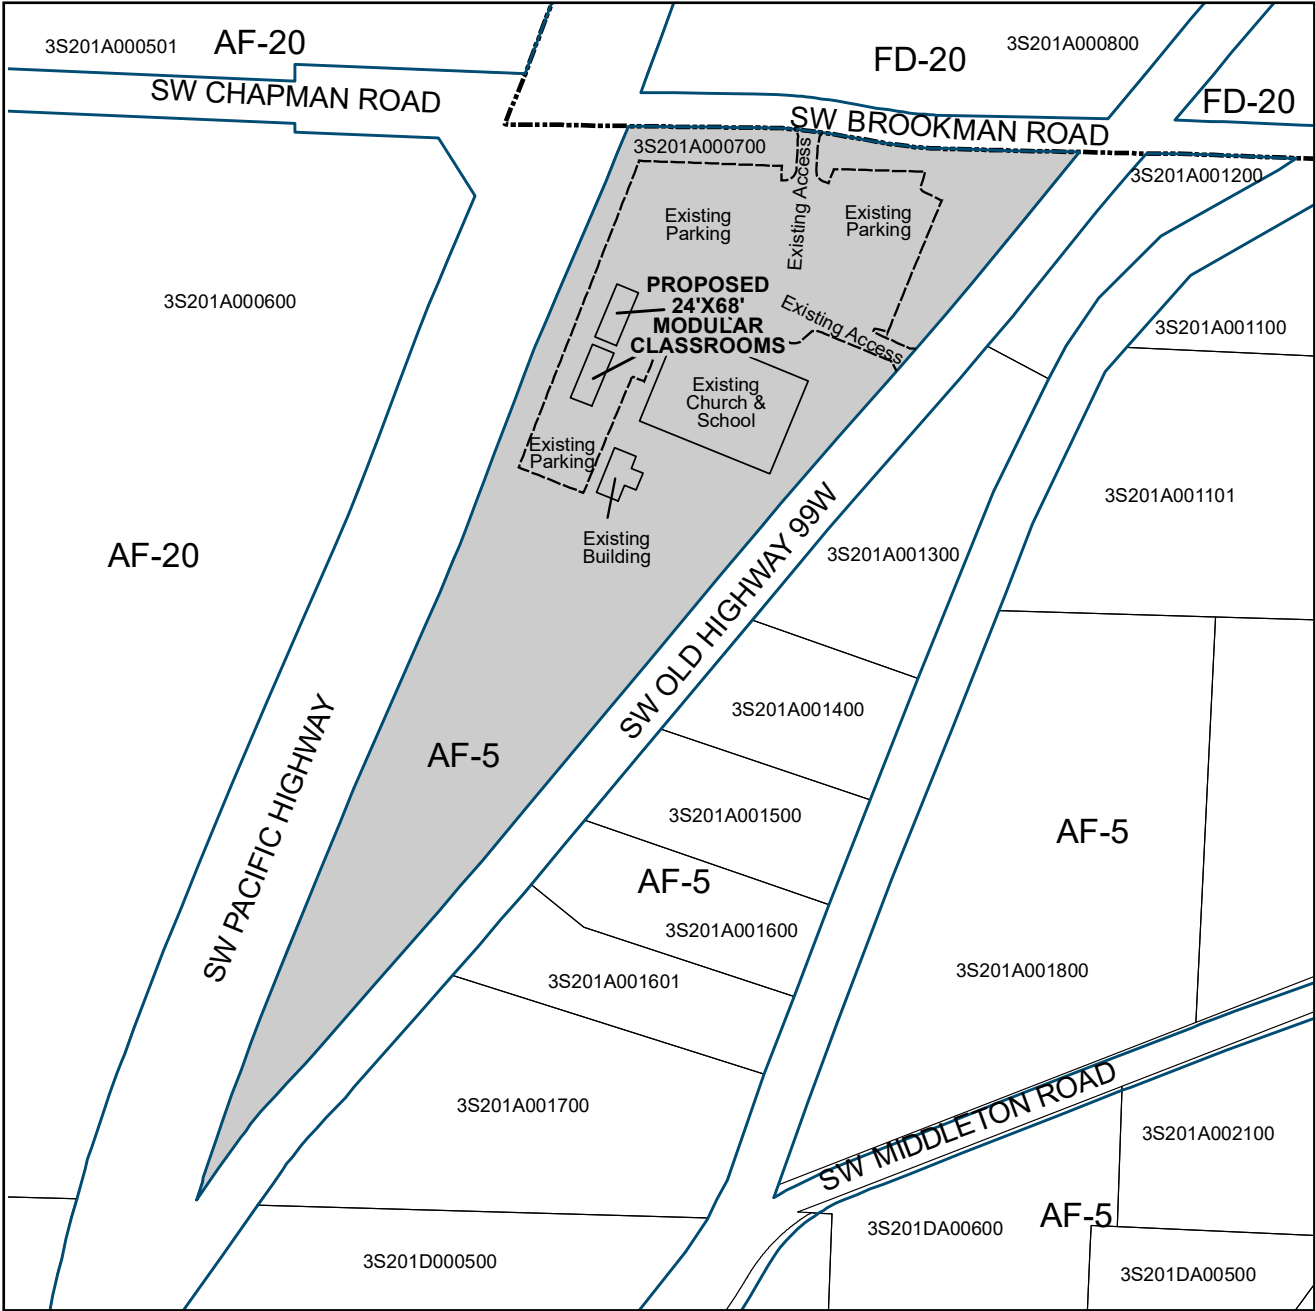 3S201A000501
AF-20
SW CHAPMAN ROAD
FD-20
3S201A000800
FD-20
SW BROOKMAN ROAD
3S201A000700
3S201A001200
Existing
Parking
Existing Access
Existing
Parking
3S201A000600
PROPOSED
24'X68'
MODULAR
CLASSROOMS
Existing Access
3S201A001100
Existing
Church &
School
Existing
Parking
3S201A001101
Existing
Building
AF-20
3S201A001300
SW OLD HIGHWAY 99W
3S201A001400
AF-5
SW PACIFIC HIGHWAY
3S201A001500
AF-5
AF-5
3S201A001600
3S201A001601
3S201A001800
3S201A001700
SW MIDDLETON ROAD
3S201A002100
AF-5
3S201DA00600
3S201D000500
3S201DA00500